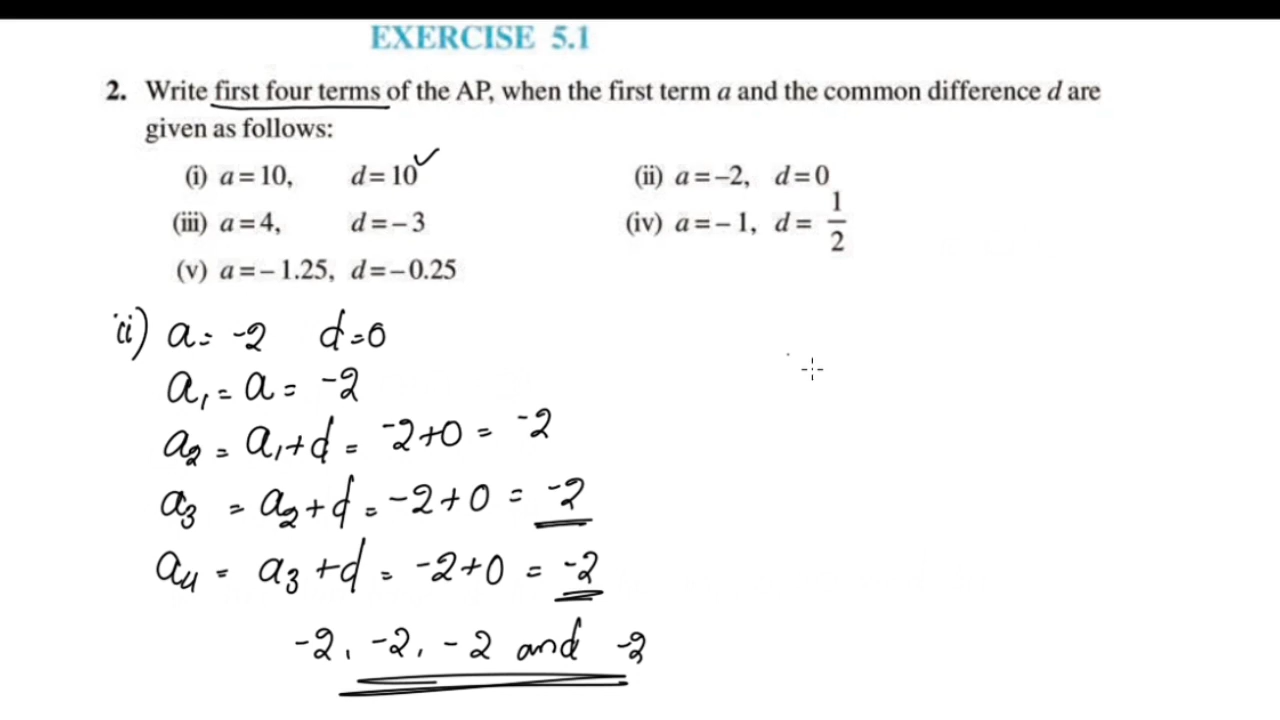 EXERCISE 5.1
2. Write first four terms of the AP, when the first term a and the common difference d are
given as follows:
(i) a = 10, d = 10 ✓ (ii) a = –2, d = 0
(iii) a = 4, d = – 3 (iv) a = – 1, d = 1/2
(v) a = – 1.25, d = – 0.25
ii) a = -2 d = 0
a₁ = a = -2
a₂ = a₁ + d = -2+0 = -2
a₃ = a₂ + d = -2+0 = -2
a₄ = a₃ + d = -2+0 = -2
-2, -2, -2 and -2